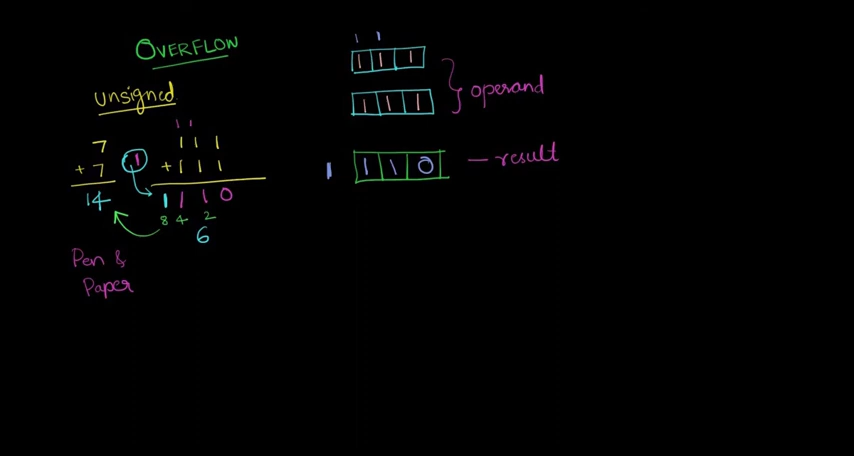 OVERFLOW
unsigned
1 1
7 1 1 1 1
+ 7 + 1 1 1
14 1 1 1 0
8 4 2
6
Pen &
Paper
1 1
1 1 1
1 1 1
operand
1 1 1 0 — result